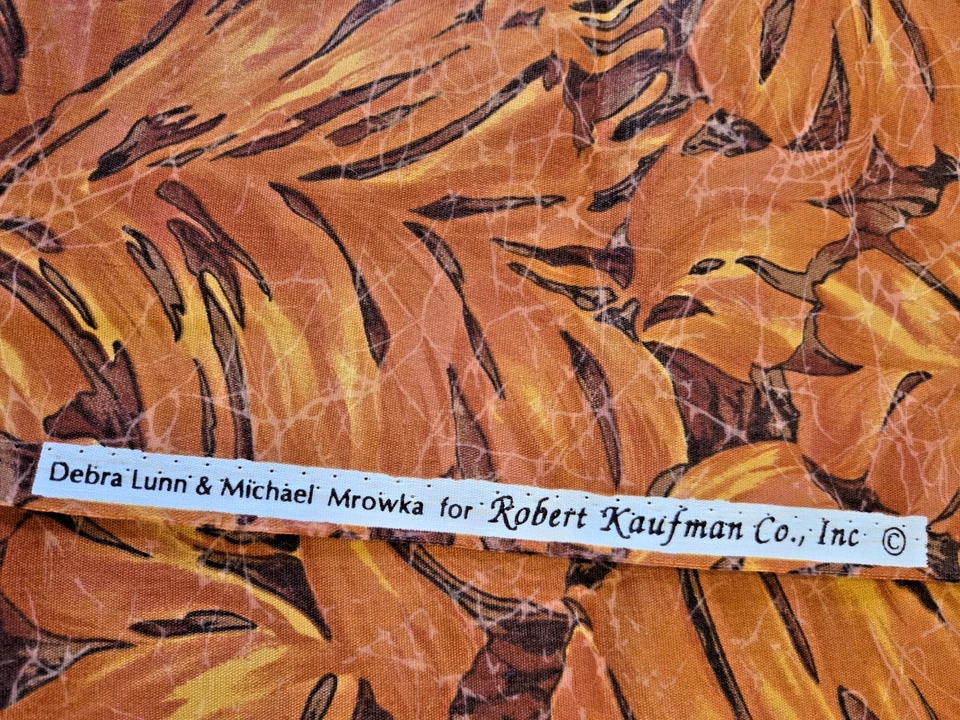 Debra Lunn & Michael Mrowka for Robert Kaufman Co., Inc ©